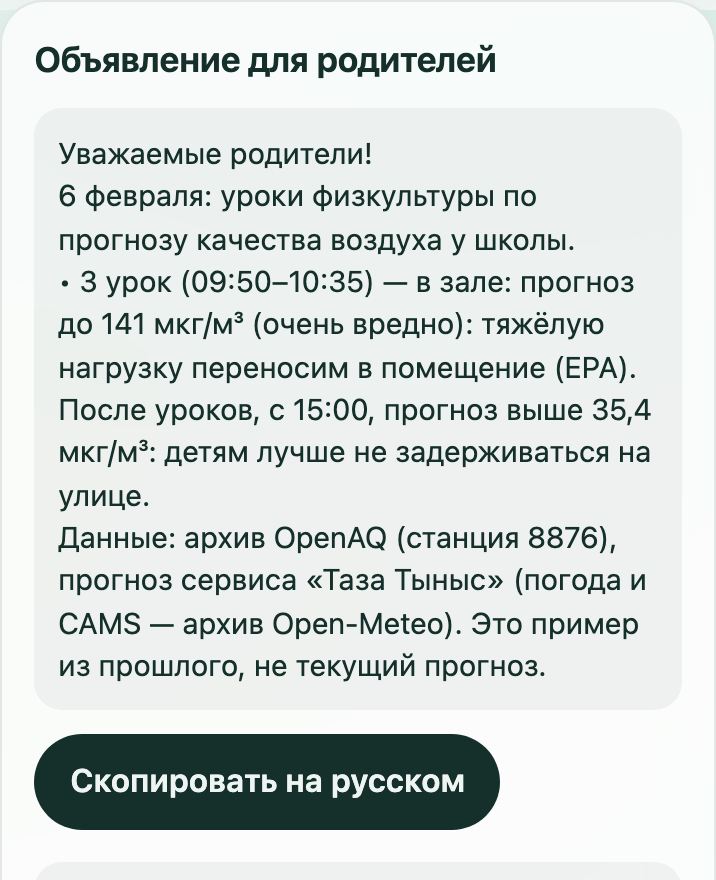 Объявление для родителей
Уважаемые родители!
6 февраля: уроки физкультуры по
прогнозу качества воздуха у школы.
• 3 урок (09:50–10:35) — в зале: прогноз
до 141 мкг/м³ (очень вредно): тяжёлую
нагрузку переносим в помещение (EPA).
После уроков, с 15:00, прогноз выше 35,4
мкг/м³: детям лучше не задерживаться на
улице.
Данные: архив OpenAQ (станция 8876),
прогноз сервиса «Таза Тыныс» (погода и
CAMS — архив Open-Meteo). Это пример
из прошлого, не текущий прогноз.
Скопировать на русском